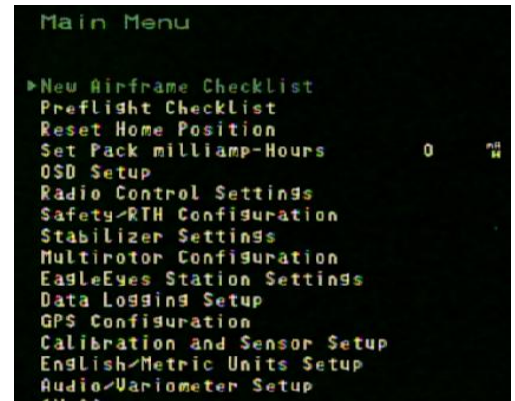 Main Menu
▶New Airframe Checklist
Preflight Checklist
Reset Home Position
Set Pack milliamp-Hours 0 mAH
OSD Setup
Radio Control Settings
Safety/RTH Configuration
Stabilizer Settings
Multirotor Configuration
EagleEyes Station Settings
Data Logging Setup
GPS Configuration
Calibration and Sensor Setup
English/Metric Units Setup
Audio/Variometer Setup